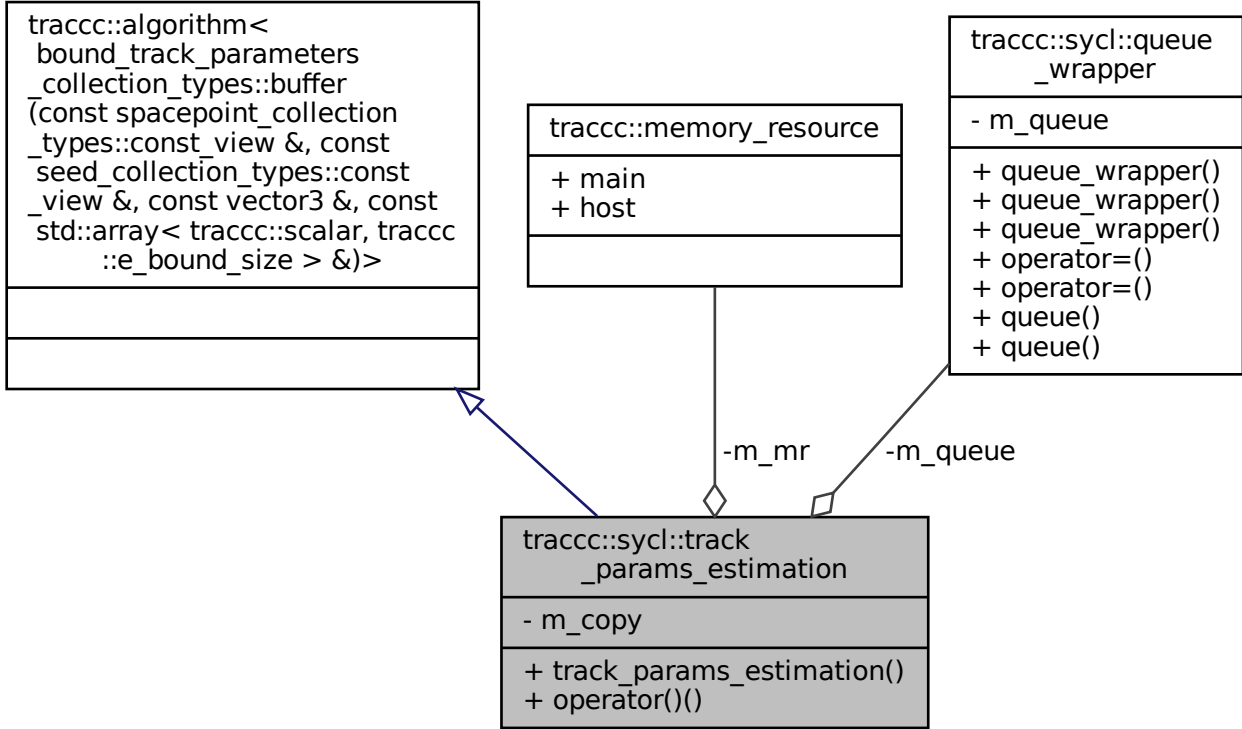 traccc::algorithm<
bound_track_parameters
_collection_types::buffer
(const spacepoint_collection
_types::const_view &, const
seed_collection_types::const
_view &, const vector3 &, const
std::array< traccc::scalar, traccc
::e_bound_size > &)>
traccc::memory_resource
+ main
+ host
traccc::sycl::queue
_wrapper
- m_queue
+ queue_wrapper()
+ queue_wrapper()
+ queue_wrapper()
+ operator=()
+ operator=()
+ queue()
+ queue()
-m_mr
-m_queue
traccc::sycl::track
_params_estimation
- m_copy
+ track_params_estimation()
+ operator()()